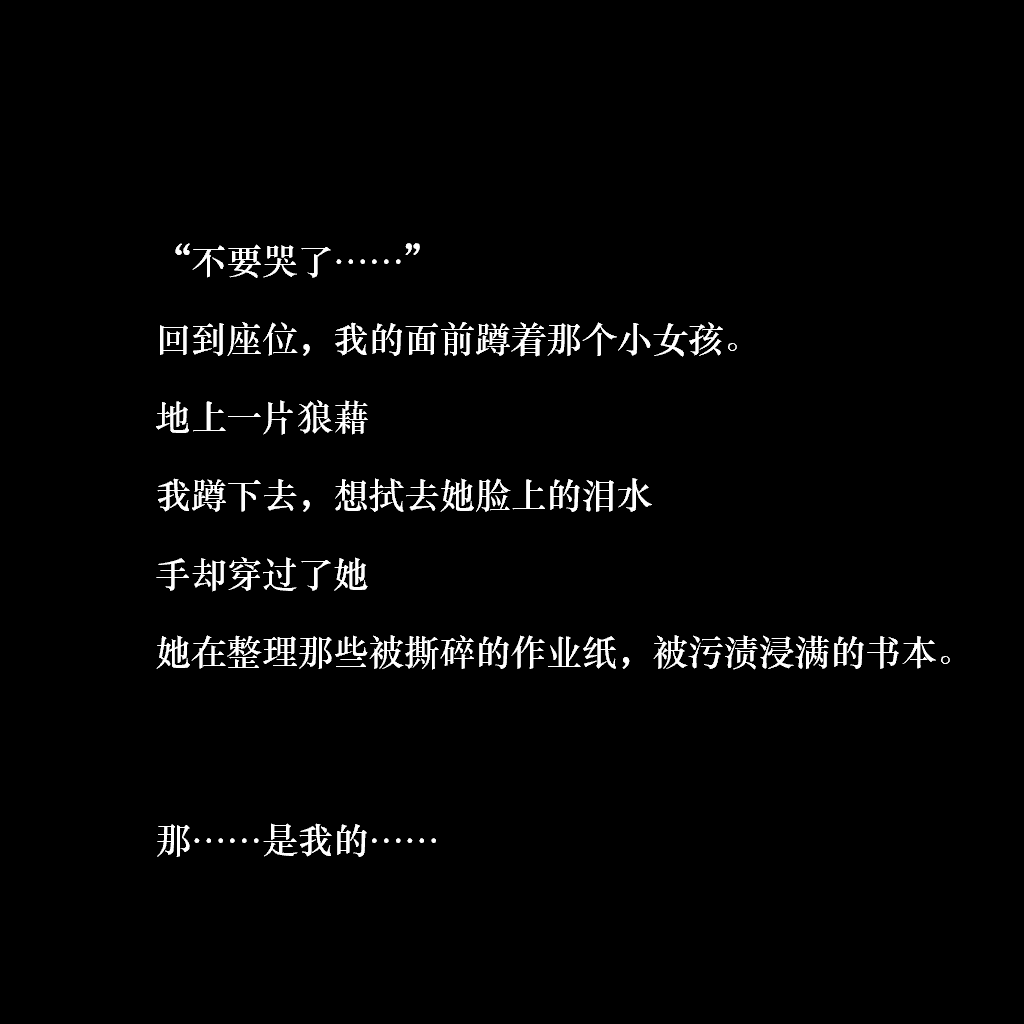 “不要哭了……”
回到座位，我的面前蹲着那个小女孩。
地上一片狼藉
我蹲下去，想拭去她脸上的泪水
手却穿过了她
她在整理那些被撕碎的作业纸，被污渍浸满的书本。
那……是我的……